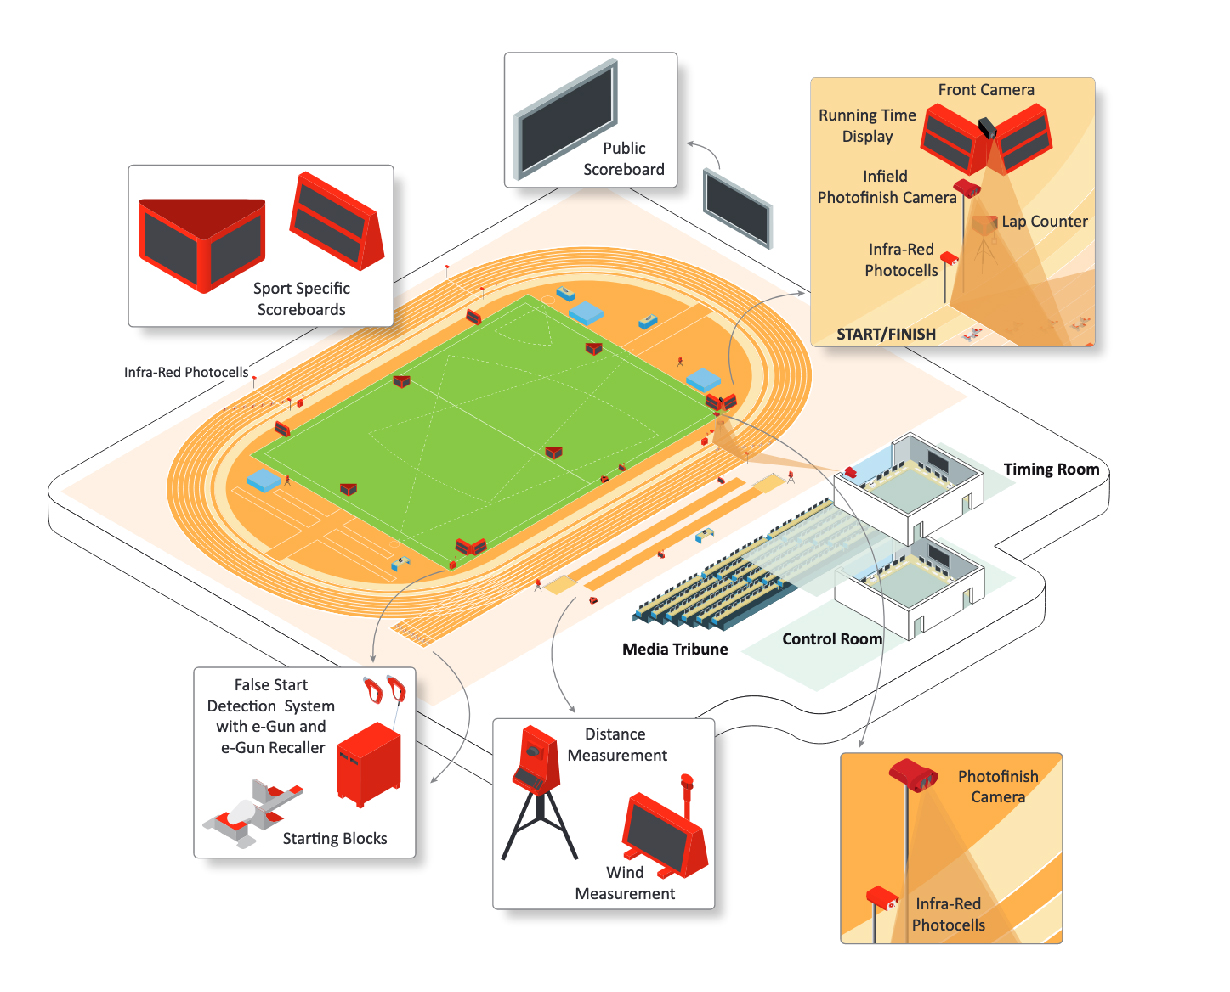 Public
Scoreboard
Front Camera
Running Time
Display
Infield
Photofinish Camera
Lap Counter
Infra-Red
Photocells
START/FINISH
Sport Specific
Scoreboards
Infra-Red Photocells
Timing Room
Control Room
Media Tribune
False Start
Detection System
with e-Gun and
e-Gun Recaller
Starting Blocks
Distance
Measurement
Wind
Measurement
Photofinish
Camera
Infra-Red
Photocells